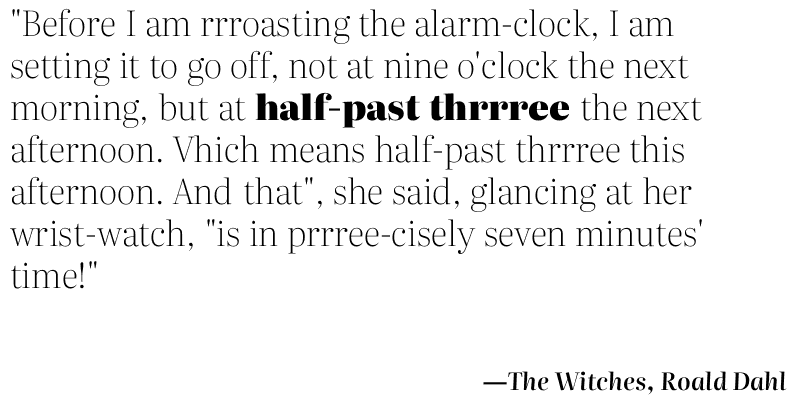 "Before I am rrroasting the alarm-clock, I am
setting it to go off, not at nine o'clock the next
morning, but at half-past thrrree the next
afternoon. Vhich means half-past thrrree this
afternoon. And that", she said, glancing at her
wrist-watch, "is in prrree-cisely seven minutes'
time!"
—The Witches, Roald Dahl